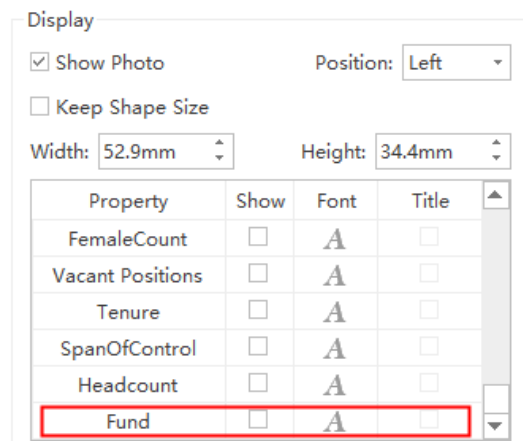 Display
Show Photo Position: Left
Keep Shape Size
Width: 52.9mm Height: 34.4mm
Property Show Font Title
FemaleCount A
Vacant Positions A
Tenure A
SpanOfControl A
Headcount A
Fund A